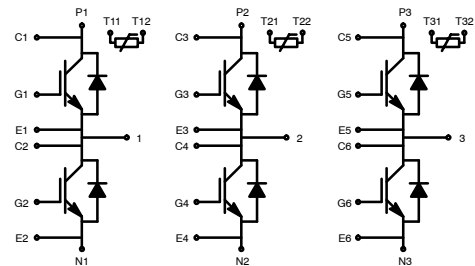 P1 T11 T12 P2 T21 T22 P3 T31 T32
C1 C3 C5
G1 G3 G5
E1 E3 E5
1 2 3
C2 C4 C6
G2 G4 G6
E2 E4 E6
N1 N2 N3